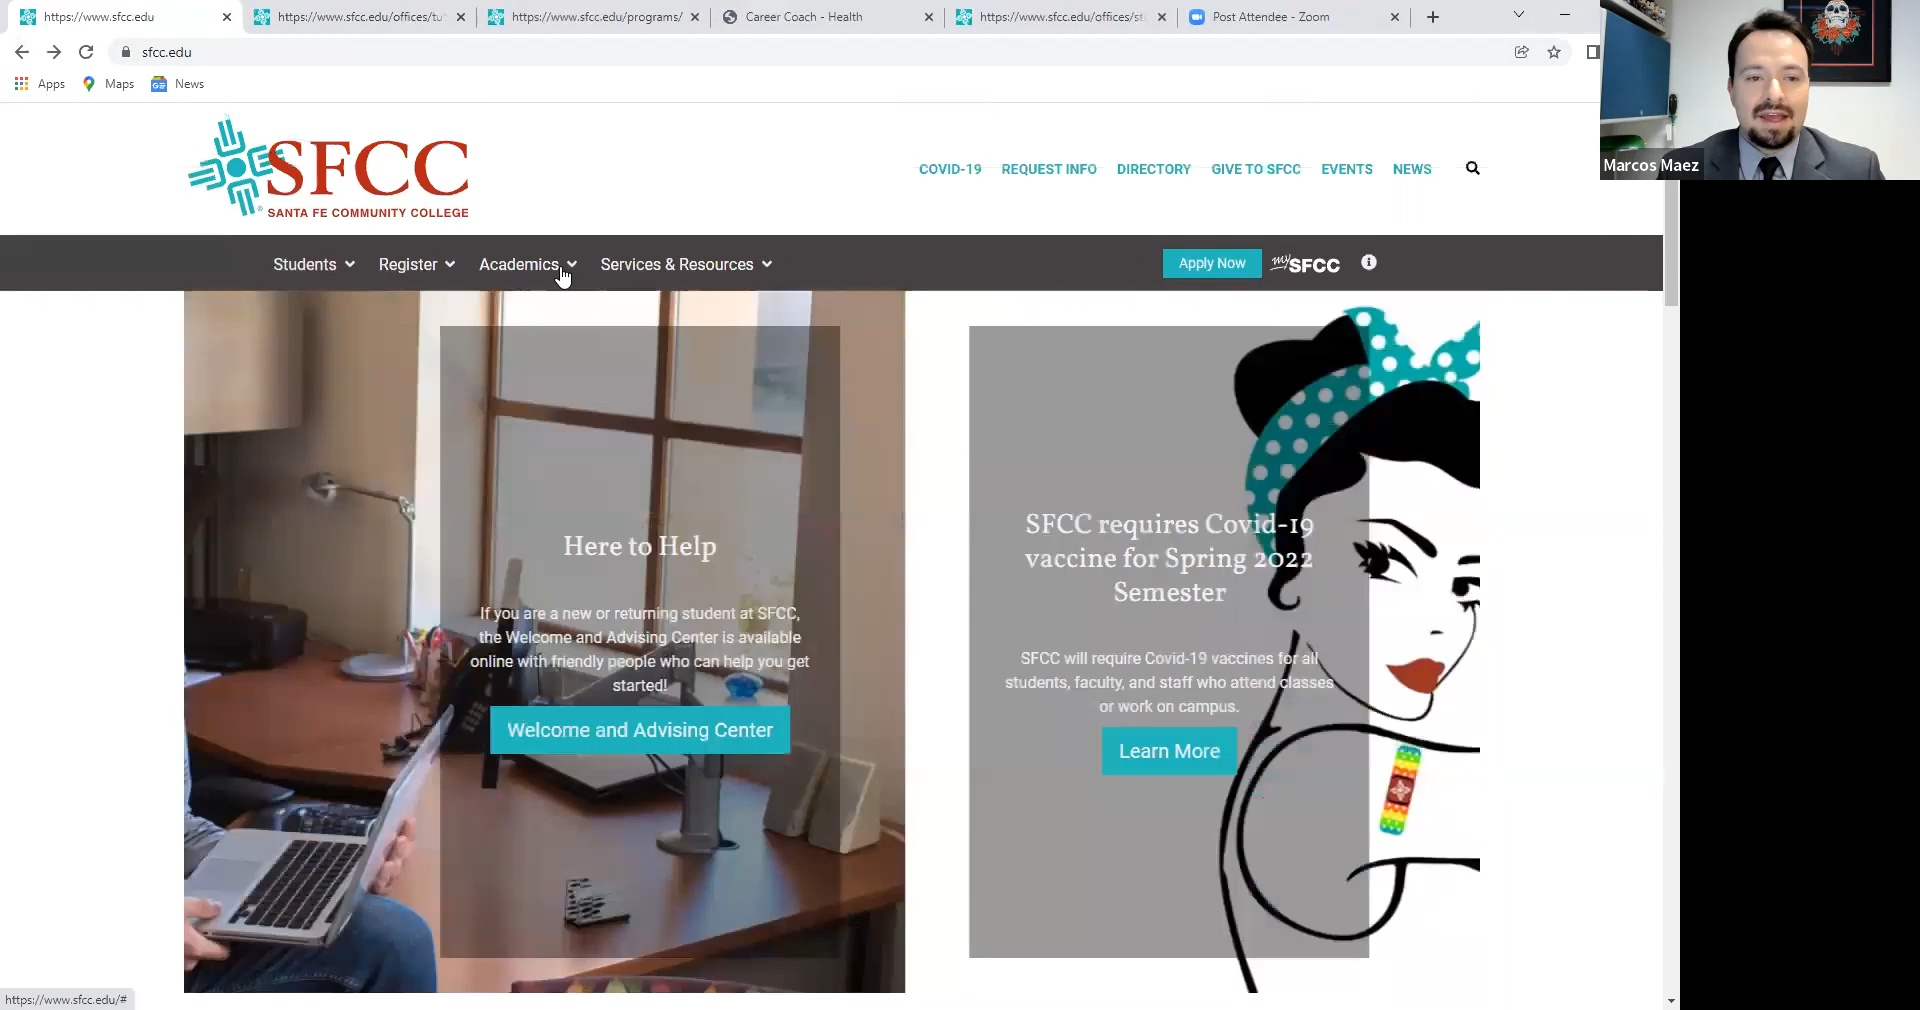 https://www.sfcc.edu
https://www.sfcc.edu/offices/tu
https://www.sfcc.edu/programs/
Career Coach - Health
https://www.sfcc.edu/offices/st
Post Attendee - Zoom
sfcc.edu
Apps
Maps
News
Marcos Maez
SFCC
SANTA FE COMMUNITY COLLEGE
COVID-19
REQUEST INFO
DIRECTORY
GIVE TO SFCC
EVENTS
NEWS
Students
Register
Academics
Services & Resources
Apply Now
my SFCC
Here to Help
If you are a new or returning student at SFCC,
the Welcome and Advising Center is available
online with friendly people who can help you get
started!
Welcome and Advising Center
SFCC requires Covid-19
vaccine for Spring 2022
Semester
SFCC will require Covid-19 vaccines for all
students, faculty, and staff who attend classes
or work on campus.
Learn More
https://www.sfcc.edu/#